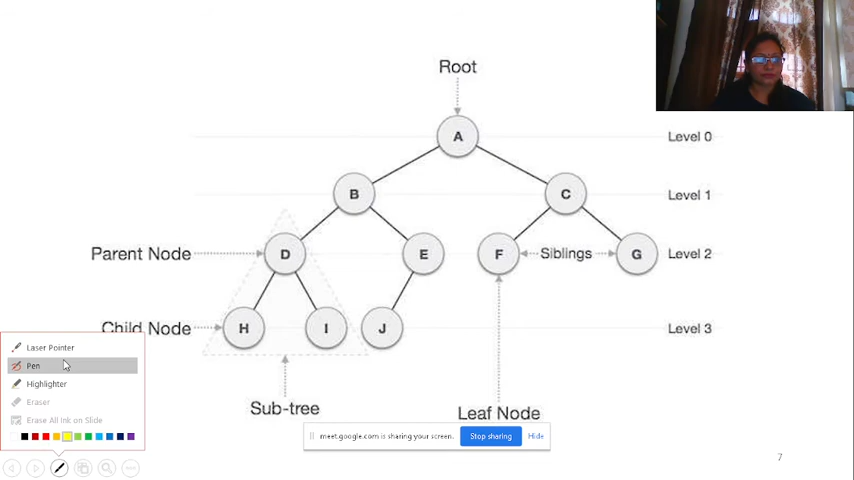 Root
A
Level 0
B
C
Level 1
Parent Node
D
E
F
Siblings
G
Level 2
Child Node
H
I
J
Level 3
Laser Pointer
Pen
Highlighter
Eraser
Erase All Ink on Slide
Sub-tree
Leaf Node
meet.google.com is sharing your screen.
Stop sharing
Hide
7